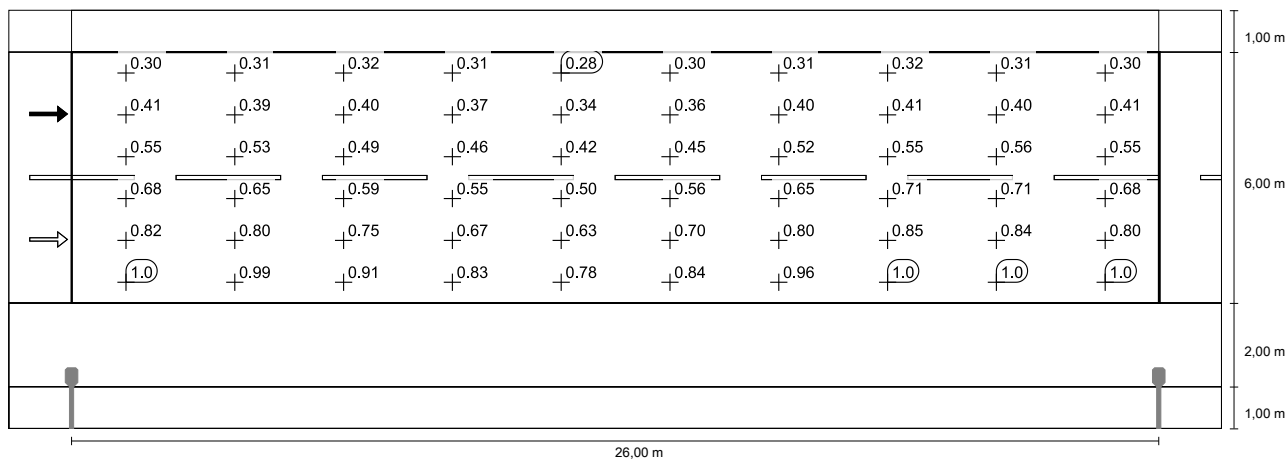 1,00 m
0.30 0.31 0.32 0.31 0.28 0.30 0.31 0.32 0.31 0.30
0.41 0.39 0.40 0.37 0.34 0.36 0.40 0.41 0.40 0.41
0.55 0.53 0.49 0.46 0.42 0.45 0.52 0.55 0.56 0.55
6,00 m
0.68 0.65 0.59 0.55 0.50 0.56 0.65 0.71 0.71 0.68
0.82 0.80 0.75 0.67 0.63 0.70 0.80 0.85 0.84 0.80
1.0 0.99 0.91 0.83 0.78 0.84 0.96 1.0 1.0 1.0
2,00 m
1,00 m
26,00 m